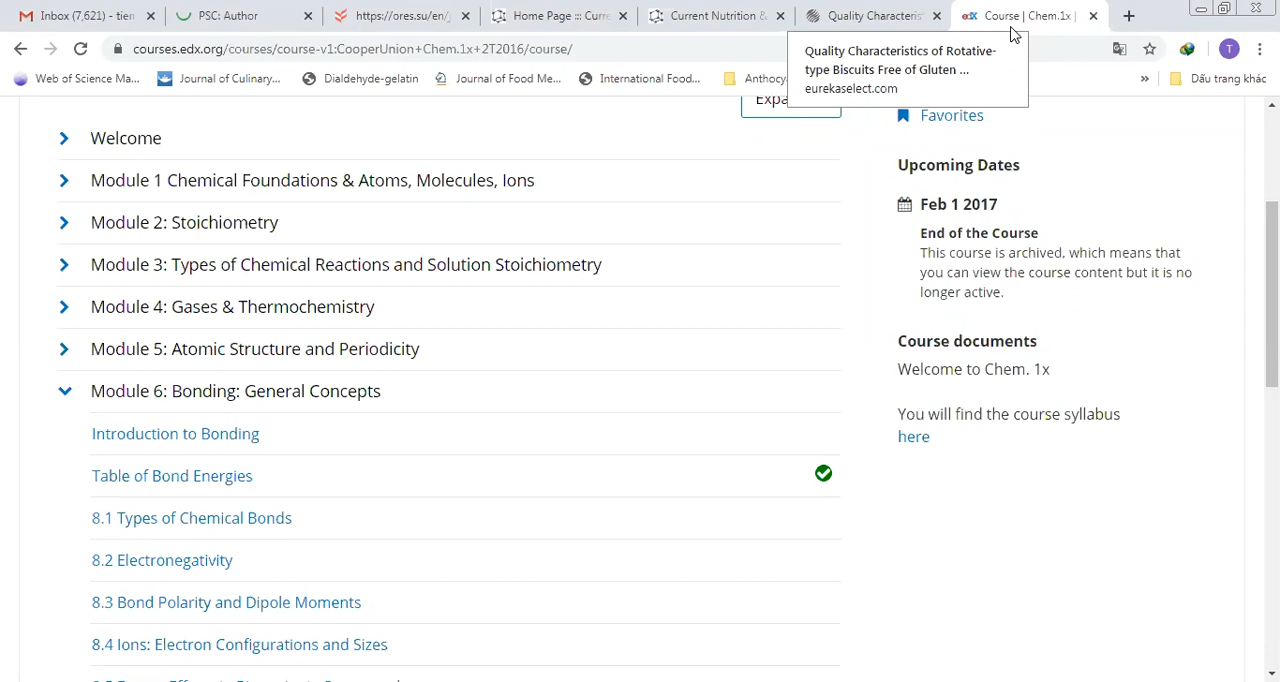 Inbox (719) - tien
PSC: Author
https://ores.su/en/
Home Page ::: Curre
Current Nutrition &
Quality Characteris
Course | Chem.1x |
courses.edx.org/courses/course-v1:CooperUnion+Chem.1x+2T2016/course/
T
Web of Science Ma...
Journal of Culinary...
Dialdehyde-gelatin
Journal of Food Me...
International Food...
Anthocy
»
Dấu trang khác
Quality Characteristics of Rotative-
type Biscuits Free of Gluten ...
eurekaselect.com
Expa
Welcome
Module 1 Chemical Foundations & Atoms, Molecules, Ions
Module 2: Stoichiometry
Module 3: Types of Chemical Reactons and Solution Stoichiometry
Module 4: Gases & Thermochemistry
Module 5: Atomic Structure and Periodicity
Module 6: Bonding: General Concepts
Introduction to Bonding
Table of Bond Energies
8.1 Types of Chemical Bonds
8.2 Electronegativity
8.3 Bond Polarity and Dipole Moments
8.4 Ions: Electron Configurations and Sizes
Favorites
Upcoming Dates
Feb 1 2017
End of the Course
This course is archived, which means that
you can view the course content but it is no
longer active.
Course documents
Welcome to Chem. 1x
You will find the course syllabus
here